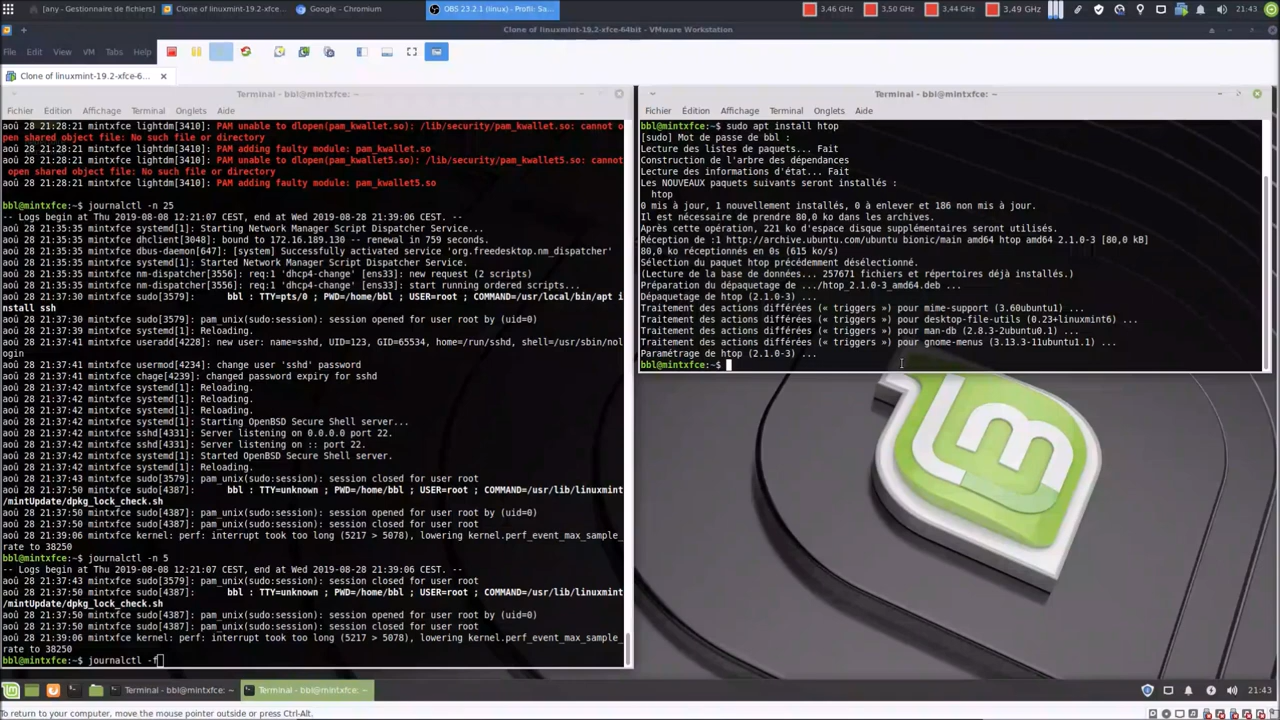 [any - Gestionnaire de fichiers]
Clone of linuxmint-19.2-xfce-6...
Google - Chromium
OBS 23.2.1 (linux) - Profil: Sa...
3,46 GHz
3,50 GHz
3,44 GHz
3,49 GHz
21:43
Clone of linuxmint-19.2-xfce-64bit - VMware Workstation
File Edit View VM Tabs Help
Clone of linuxmint-19.2-xfce-6...
Terminal - bbl@mintxfce: ~
Fichier Édition Affichage Terminal Onglets Aide
aoû 28 21:28:21 mintxfce lightdm[3410]: PAM unable to dlopen(pam_kwallet.so): /lib/security/pam_kwallet.so: cannot o
pen shared object file: No such file or directory
aoû 28 21:28:21 mintxfce lightdm[3410]: PAM adding faulty module: pam_kwallet.so
aoû 28 21:28:21 mintxfce lightdm[3410]: PAM unable to dlopen(pam_kwallet5.so): /lib/security/pam_kwallet5.so: cannot
 open shared object file: No such file or directory
aoû 28 21:28:21 mintxfce lightdm[3410]: PAM adding faulty module: pam_kwallet5.so
bbl@mintxfce:~$ journalctl -n 25
-- Logs begin at Thu 2019-08-08 12:21:07 CEST, end at Wed 2019-08-28 21:39:06 CEST. --
aoû 28 21:35:35 mintxfce systemd[1]: Starting Network Manager Script Dispatcher Service...
aoû 28 21:35:35 mintxfce dhclient[3048]: bound to 172.16.189.130 -- renewal in 759 seconds.
aoû 28 21:35:35 mintxfce dbus-daemon[647]: [system] Successfully activated service 'org.freedesktop.nm_dispatcher'
aoû 28 21:35:35 mintxfce systemd[1]: Started Network Manager Script Dispatcher Service.
aoû 28 21:35:35 mintxfce nm-dispatcher[3556]: req:1 'dhcp4-change' [ens33]: new request (2 scripts)
aoû 28 21:35:35 mintxfce nm-dispatcher[3556]: req:1 'dhcp4-change' [ens33]: start running ordered scripts...
aoû 28 21:37:30 mintxfce sudo[3579]:      bbl : TTY=pts/0 ; PWD=/home/bbl ; USER=root ; COMMAND=/usr/local/bin/apt i
nstall ssh
aoû 28 21:37:30 mintxfce sudo[3579]: pam_unix(sudo:session): session opened for user root by (uid=0)
aoû 28 21:37:39 mintxfce systemd[1]: Reloading.
aoû 28 21:37:41 mintxfce useradd[4228]: new user: name=sshd, UID=123, GID=65534, home=/run/sshd, shell=/usr/sbin/nol
ogin
aoû 28 21:37:41 mintxfce usermod[4234]: change user 'sshd' password
aoû 28 21:37:41 mintxfce chage[4239]: changed password expiry for sshd
aoû 28 21:37:41 mintxfce systemd[1]: Reloading.
aoû 28 21:37:41 mintxfce systemd[1]: Reloading.
aoû 28 21:37:42 mintxfce systemd[1]: Reloading.
aoû 28 21:37:42 mintxfce systemd[1]: Starting OpenBSD Secure Shell server...
aoû 28 21:37:42 mintxfce sshd[4331]: Server listening on 0.0.0.0 port 22.
aoû 28 21:37:42 mintxfce sshd[4331]: Server listening on :: port 22.
aoû 28 21:37:42 mintxfce systemd[1]: Started OpenBSD Secure Shell server.
aoû 28 21:37:42 mintxfce systemd[1]: Reloading.
aoû 28 21:37:43 mintxfce sudo[3579]: pam_unix(sudo:session): session closed for user root
aoû 28 21:37:50 mintxfce sudo[4387]:      bbl : TTY=unknown ; PWD=/home/bbl ; USER=root ; COMMAND=/usr/lib/linuxmint
/mintUpdate/dpkg_lock_check.sh
aoû 28 21:37:50 mintxfce sudo[4387]: pam_unix(sudo:session): session opened for user root by (uid=0)
aoû 28 21:37:50 mintxfce sudo[4387]: pam_unix(sudo:session): session closed for user root
aoû 28 21:39:06 mintxfce kernel: perf: interrupt took too long (5217 > 5078), lowering kernel.perf_event_max_sample_
rate to 38250
bbl@mintxfce:~$ journalctl -n 5
-- Logs begin at Thu 2019-08-08 12:21:07 CEST, end at Wed 2019-08-28 21:39:06 CEST. --
aoû 28 21:37:43 mintxfce sudo[3579]: pam_unix(sudo:session): session closed for user root
aoû 28 21:37:50 mintxfce sudo[4387]:      bbl : TTY=unknown ; PWD=/home/bbl ; USER=root ; COMMAND=/usr/lib/linuxmint
/mintUpdate/dpkg_lock_check.sh
aoû 28 21:37:50 mintxfce sudo[4387]: pam_unix(sudo:session): session opened for user root by (uid=0)
aoû 28 21:37:50 mintxfce sudo[4387]: pam_unix(sudo:session): session closed for user root
aoû 28 21:39:06 mintxfce kernel: perf: interrupt took too long (5217 > 5078), lowering kernel.perf_event_max_sample_
rate to 38250
bbl@mintxfce:~$ journalctl -f
Terminal - bbl@mintxfce: ~
Fichier Édition Affichage Terminal Onglets Aide
bbl@mintxfce:~$ sudo apt install htop
[sudo] Mot de passe de bbl :
Lecture des listes de paquets... Fait
Construction de l'arbre des dépendances
Lecture des informations d'état... Fait
Les NOUVEAUX paquets suivants seront installés :
  htop
0 mis à jour, 1 nouvellement installés, 0 à enlever et 186 non mis à jour.
Il est nécessaire de prendre 80,0 ko dans les archives.
Après cette opération, 221 ko d'espace disque supplémentaires seront utilisés.
Réception de :1 http://archive.ubuntu.com/ubuntu bionic/main amd64 htop amd64 2.1.0-3 [80,0 kB]
80,0 ko réceptionnés en 0s (615 ko/s)
Sélection du paquet htop précédemment désélectionné.
(Lecture de la base de données... 257671 fichiers et répertoires déjà installés.)
Préparation du dépaquetage de .../htop_2.1.0-3_amd64.deb ...
Dépaquetage de htop (2.1.0-3) ...
Traitement des actions différées (« triggers ») pour mime-support (3.60ubuntu1) ...
Traitement des actions différées (« triggers ») pour desktop-file-utils (0.23+linuxmint6) ...
Traitement des actions différées (« triggers ») pour man-db (2.8.3-2ubuntu0.1) ...
Traitement des actions différées (« triggers ») pour gnome-menus (3.13.3-11ubuntu1.1) ...
Paramétrage de htop (2.1.0-3) ...
bbl@mintxfce:~$
Terminal - bbl@mintxfce: ~
Terminal - bbl@mintxfce: ~
21:43
To return to your computer, move the mouse pointer outside or press Ctrl-Alt.